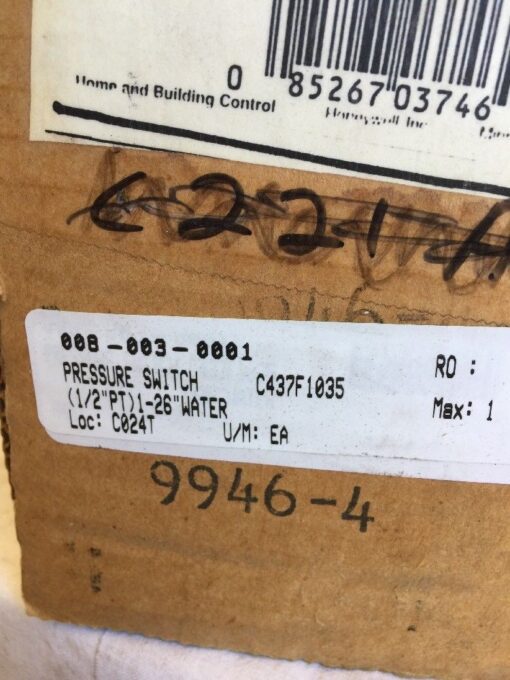 0 85267 03746
Home and Building Control
Honeywell Inc
C221A
008-003-0001
RO :
PRESSURE SWITCH C437F1035
(1/2"PT)1-26"WATER
Max: 1
Loc: C024T U/M: EA
9946-4